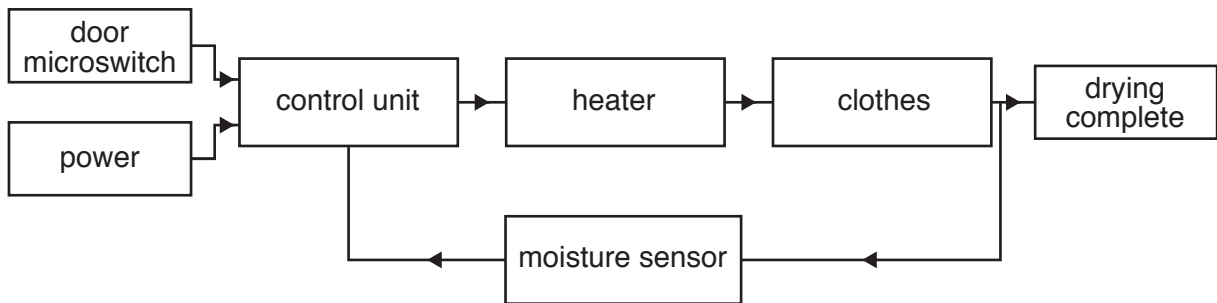 door
microswitch
power
control unit
heater
clothes
drying
complete
moisture sensor